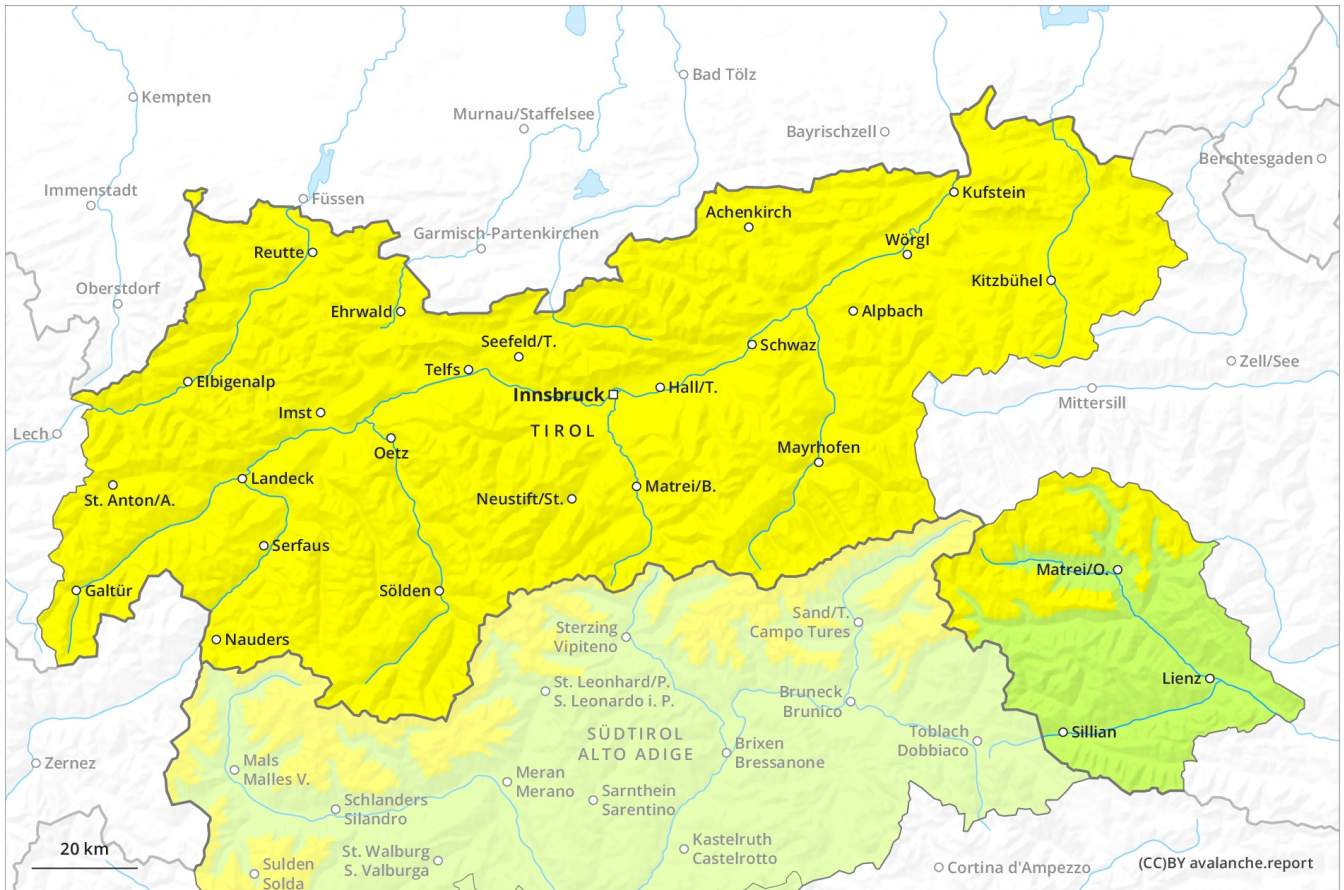 Bad Tölz
Kempten
Murnau/Staffelsee
Bayrischzell
Berchtesgaden
Immenstadt
Füssen
Kufstein
Achenkirch
Garmisch-Partenkirchen
Wörgl
Reutte
Kitzbühel
Oberstdorf
Ehrwald
Alpbach
Seefeld/T.
Schwaz
Zell/See
Telfs
Elbigenalp
Hall/T.
Innsbruck
Mittersill
Imst
Lech
TIROL
Oetz
Mayrhofen
Landeck
St. Anton/A.
Neustift/St.
Matrei/B.
Serfaus
Matrei/O.
Galtür
Sölden
Sand/T.
Campo Tures
Sterzing
Vipiteno
Nauders
Lienz
St. Leonhard/P.
S. Leonardo i. P.
Bruneck
Brunico
SÜDTIROL
ALTO ADIGE
Toblach
Dobbiaco
Sillian
Brixen
Bressanone
Zernez
Mals
Malles V.
Meran
Merano
Sarnthein
Sarentino
Schlanders
Silandro
20 km
St. Walburg
S. Valburga
Kastelruth
Castelrotto
Sulden
Solda
Cortina d'Ampezzo
(CC)BY avalanche.report